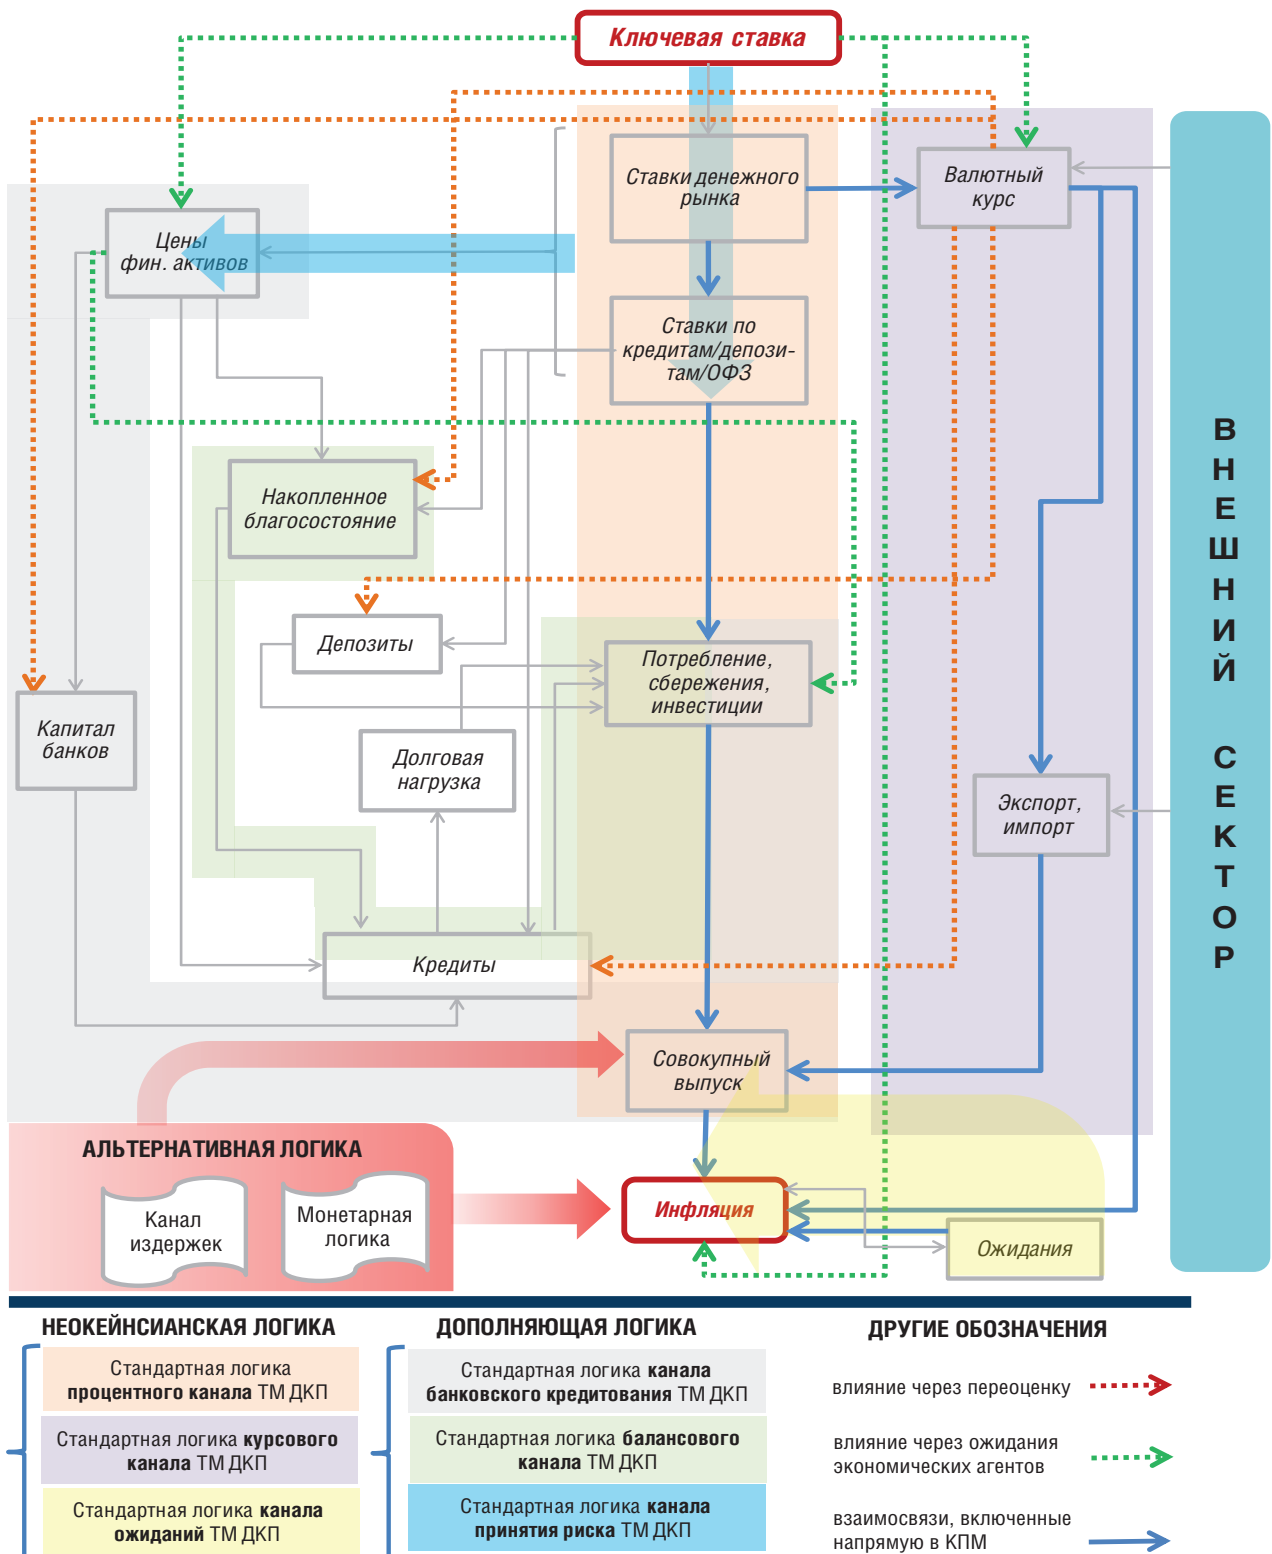 Ключевая ставка
Ставки денежного
рынка
Валютный
курс
Цены
фин. активов
Ставки по
кредитам/депози-
там/ОФЗ
Накопленное
благосостояние
Депозиты
Потребление,
сбережения,
инвестиции
Капитал
банков
Долговая
нагрузка
Экспорт,
импорт
Кредиты
Совокупный
выпуск
ВНЕШНИЙ СЕКТОР
АЛЬТЕРНАТИВНАЯ ЛОГИКА
Канал
издержек
Монетарная
логика
Инфляция
Ожидания
НЕОКЕЙНСИАНСКАЯ ЛОГИКА
Стандартная логика
процентного канала ТМ ДКП
Стандартная логика курсового
канала ТМ ДКП
Стандартная логика канала
ожиданий ТМ ДКП
ДОПОЛНЯЮЩАЯ ЛОГИКА
Стандартная логика канала
банковского кредитования ТМ ДКП
Стандартная логика балансового
канала ТМ ДКП
Стандартная логика канала
принятия риска ТМ ДКП
ДРУГИЕ ОБОЗНАЧЕНИЯ
влияние через переоценку
влияние через ожидания
экономических агентов
взаимосвязи, включенные
напрямую в КПМ